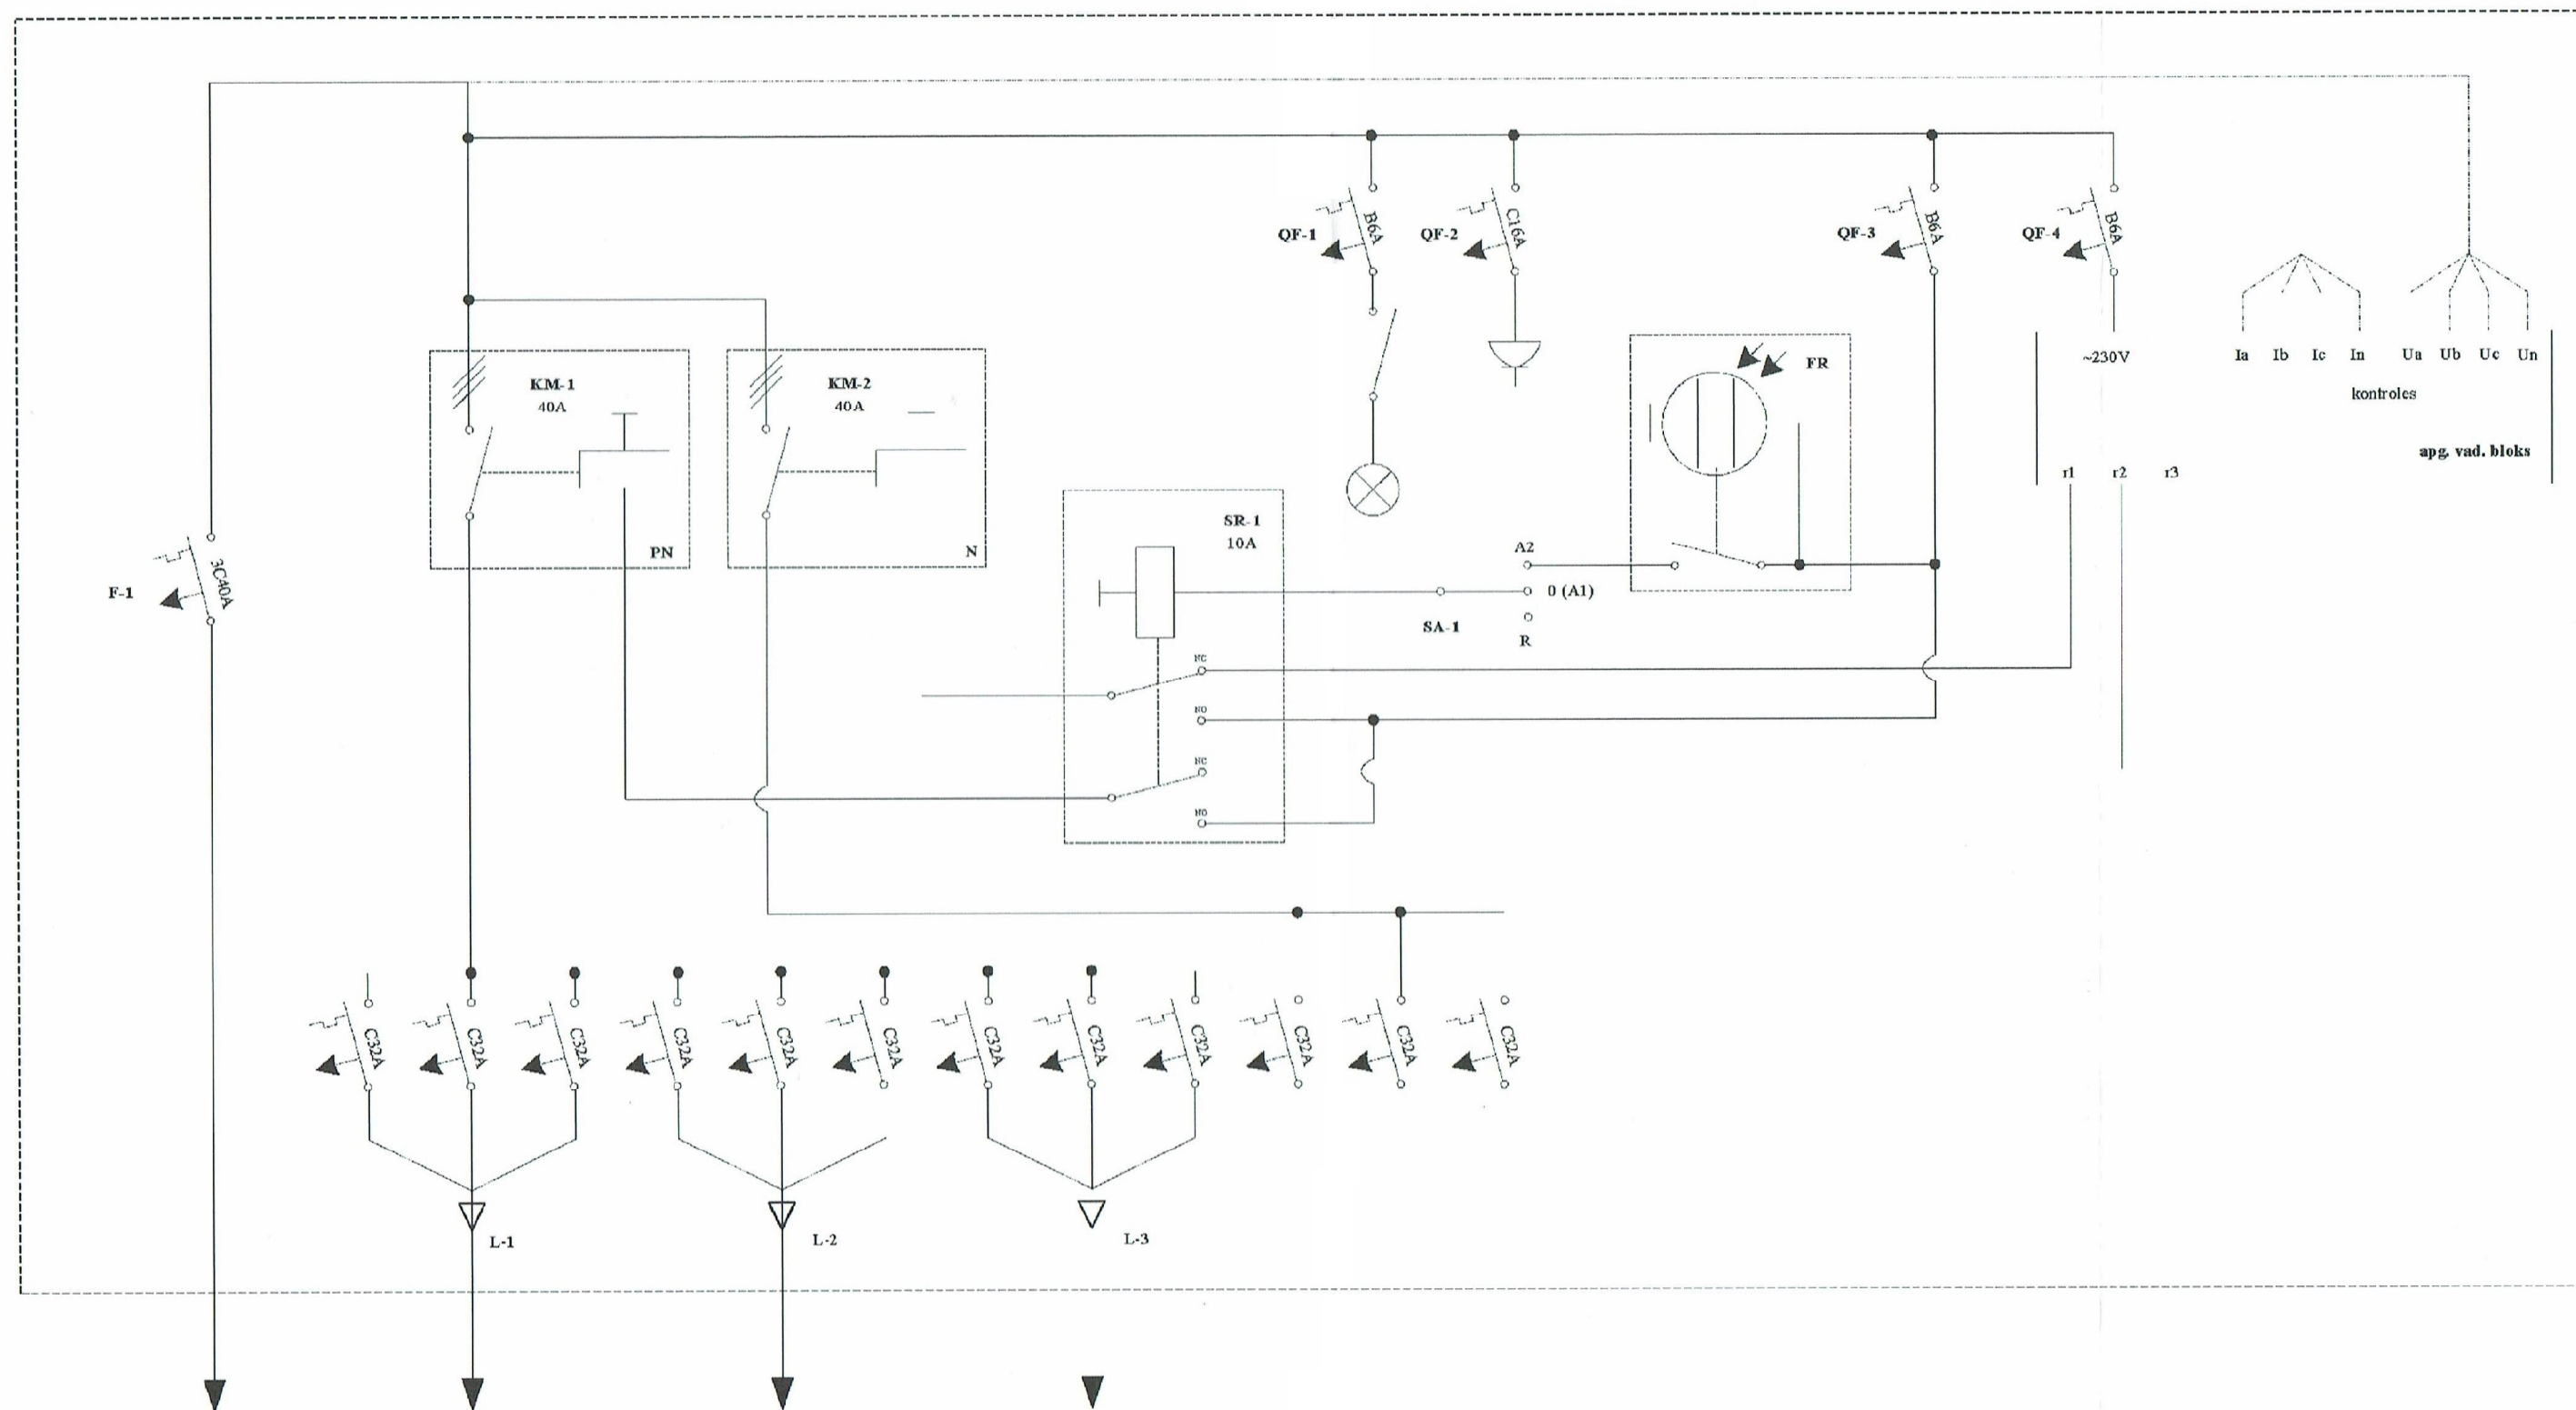 QF-1
B6A
QF-2
C16A
QF-3
B6A
QF-4
B6A
KM-1
40A
PN
KM-2
40A
N
FR
~230V
Ia
Ib
Ic
In
Ua
Ub
Uc
Un
kontroles
apg. vad. bloks
r1
r2
r3
SR-1
10A
A2
0 (A1)
SA-1
R
F-1
3C40A
NC
NO
NC
NO
C32A
C32A
C32A
C32A
C32A
C32A
C32A
C32A
C32A
C32A
C32A
C32A
L-1
L-2
L-3